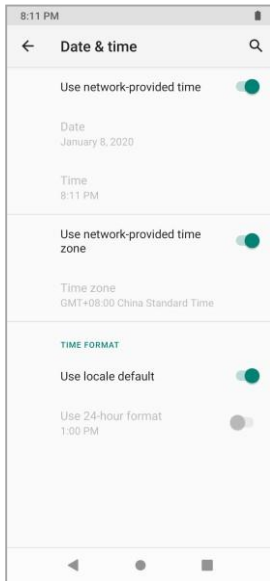 8:11 PM
Date & time
Use network-provided time
Date
January 8, 2020
Time
8:11 PM
Use network-provided time
zone
Time zone
GMT+08:00 China Standard Time
TIME FORMAT
Use locale default
Use 24-hour format
1:00 PM